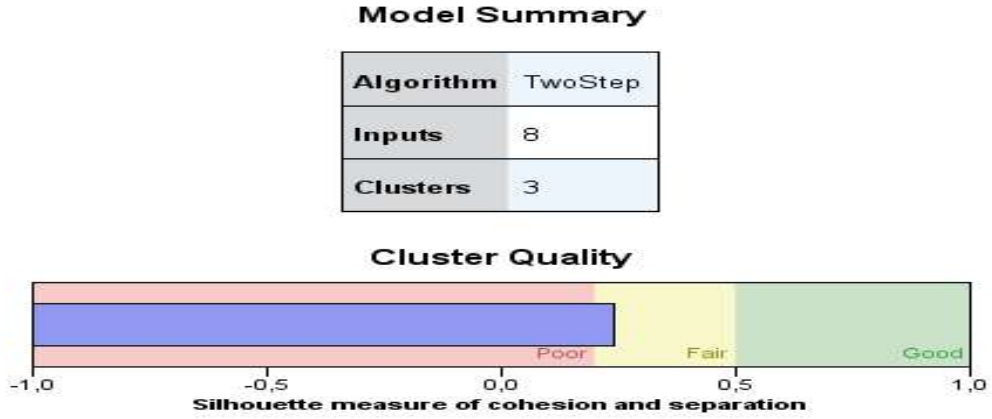 Model Summary
Algorithm TwoStep
Inputs 8
Clusters 3
Cluster Quality
Poor Fair Good
-1,0 -0,5 0,0 0,5 1,0
Silhouette measure of cohesion and separation